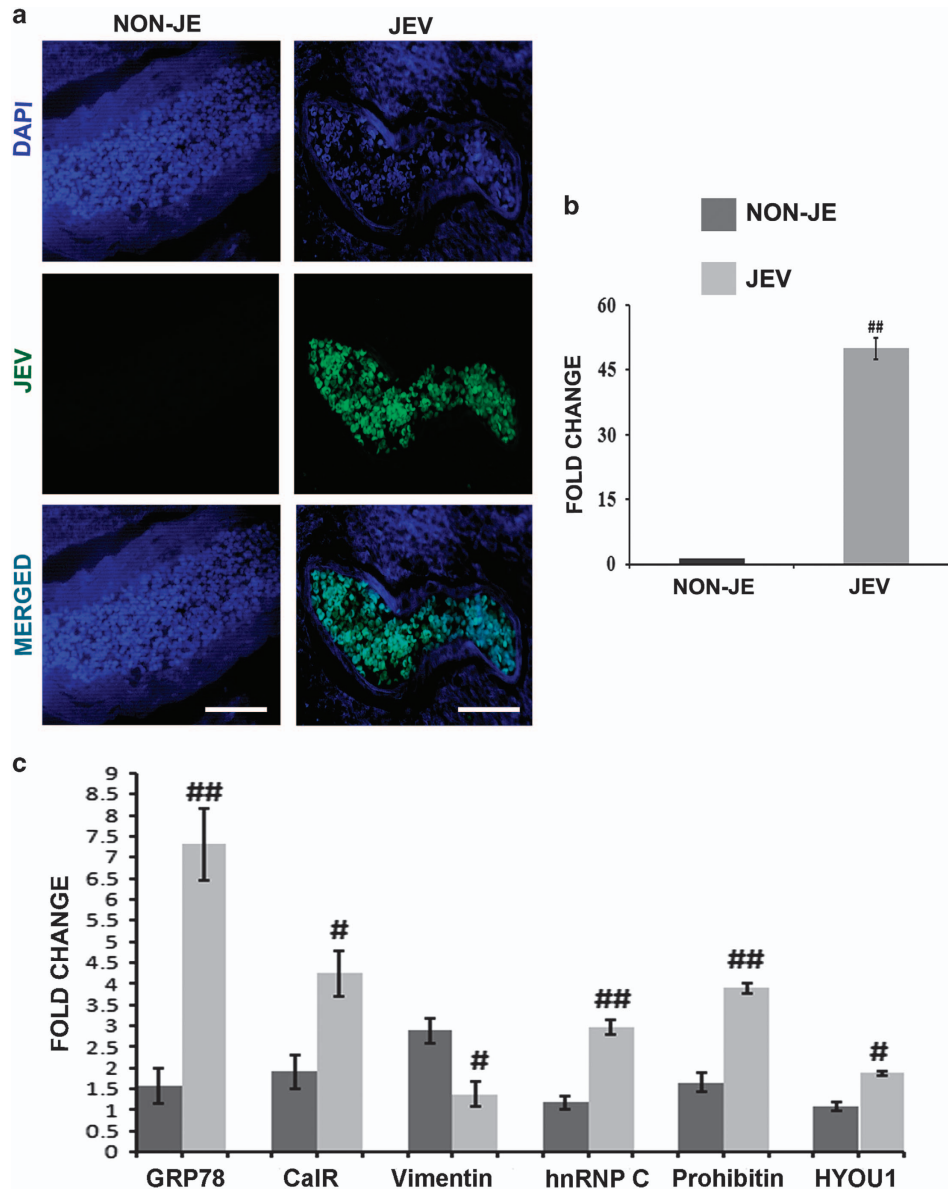 a
NON-JE
JEV
DAPI
JEV
MERGED
b
NON-JE
JEV
FOLD CHANGE
60
45
30
15
0
##
NON-JE
JEV
c
FOLD CHANGE
9
8.5
8
7.5
7
6.5
6
5.5
5
4.5
4
3.5
3
2.5
2
1.5
1
0.5
0
##
#
#
##
##
#
GRP78
CalR
Vimentin
hnRNP C
Prohibitin
HYOU1